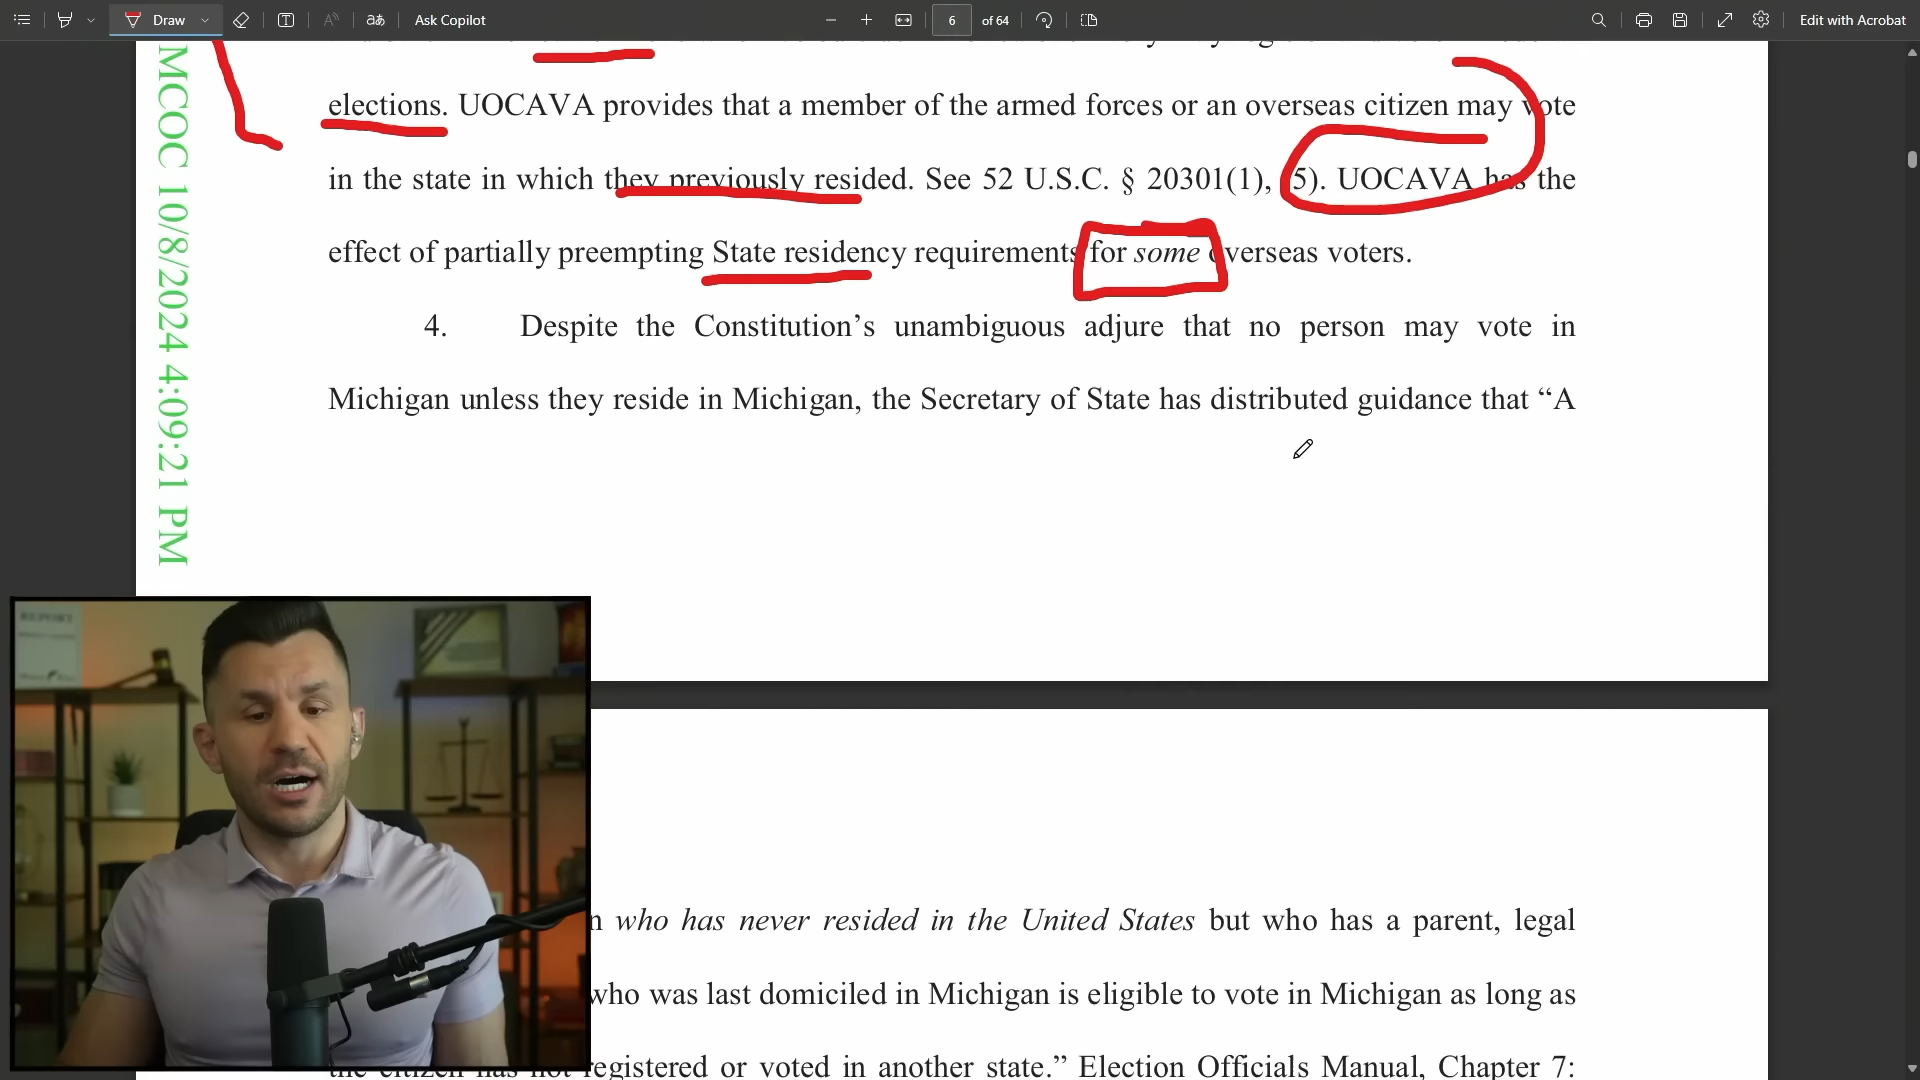 Draw
Ask Copilot
6 of 64
Edit with Acrobat
MCOC 10/8/2024 4:09:21 PM
elections. UOCAVA provides that a member of the armed forces or an overseas citizen may vote
in the state in which they previously resided. See 52 U.S.C. § 20301(1), (5). UOCAVA has the
effect of partially preempting State residency requirements for some overseas voters.
4. Despite the Constitution’s unambiguous adjure that no person may vote in
Michigan unless they reside in Michigan, the Secretary of State has distributed guidance that “A
who has never resided in the United States but who has a parent, legal
who was last domiciled in Michigan is eligible to vote in Michigan as long as
the citizen has not registered or voted in another state.” Election Officials Manual, Chapter 7: